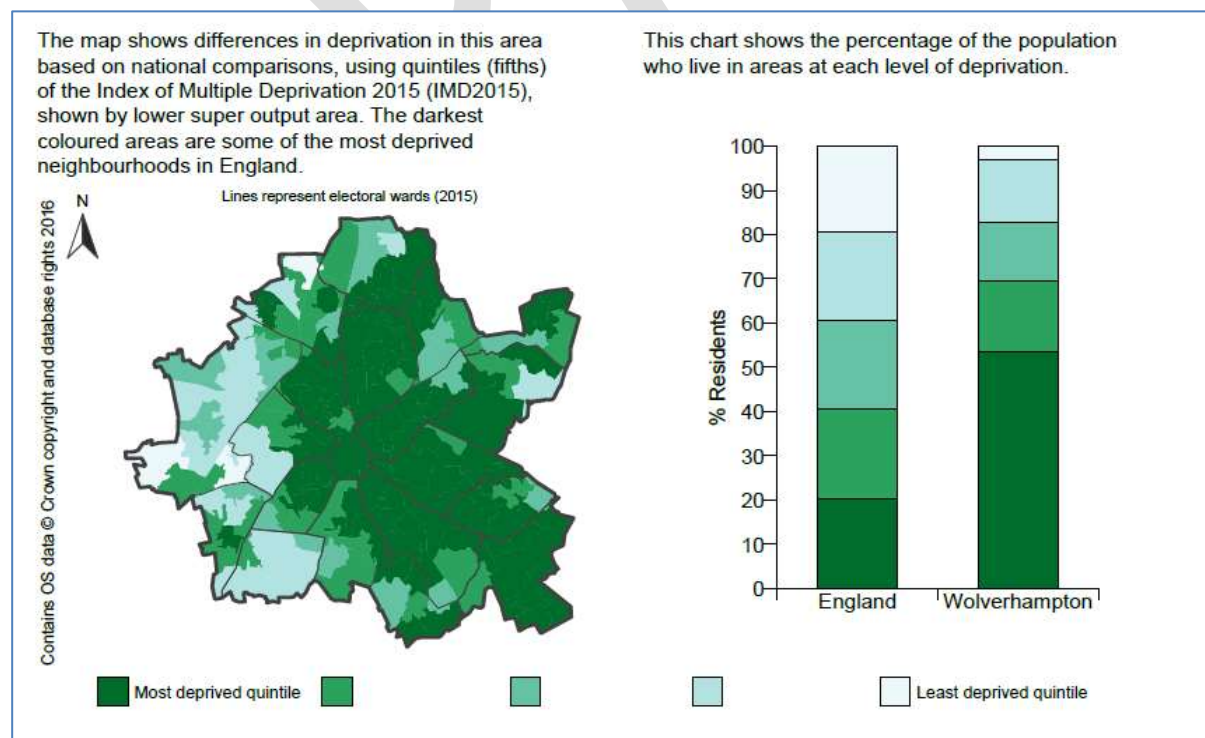 The map shows differences in deprivation in this area
based on national comparisons, using quintiles (fifths)
of the Index of Multiple Deprivation 2015 (IMD2015),
shown by lower super output area. The darkest
coloured areas are some of the most deprived
neighbourhoods in England.
Lines represent electoral wards (2015)
N
Contains OS data © Crown copyright and database rights 2016
This chart shows the percentage of the population
who live in areas at each level of deprivation.
% Residents
100
90
80
70
60
50
40
30
20
10
0
England
Wolverhampton
Most deprived quintile
Least deprived quintile